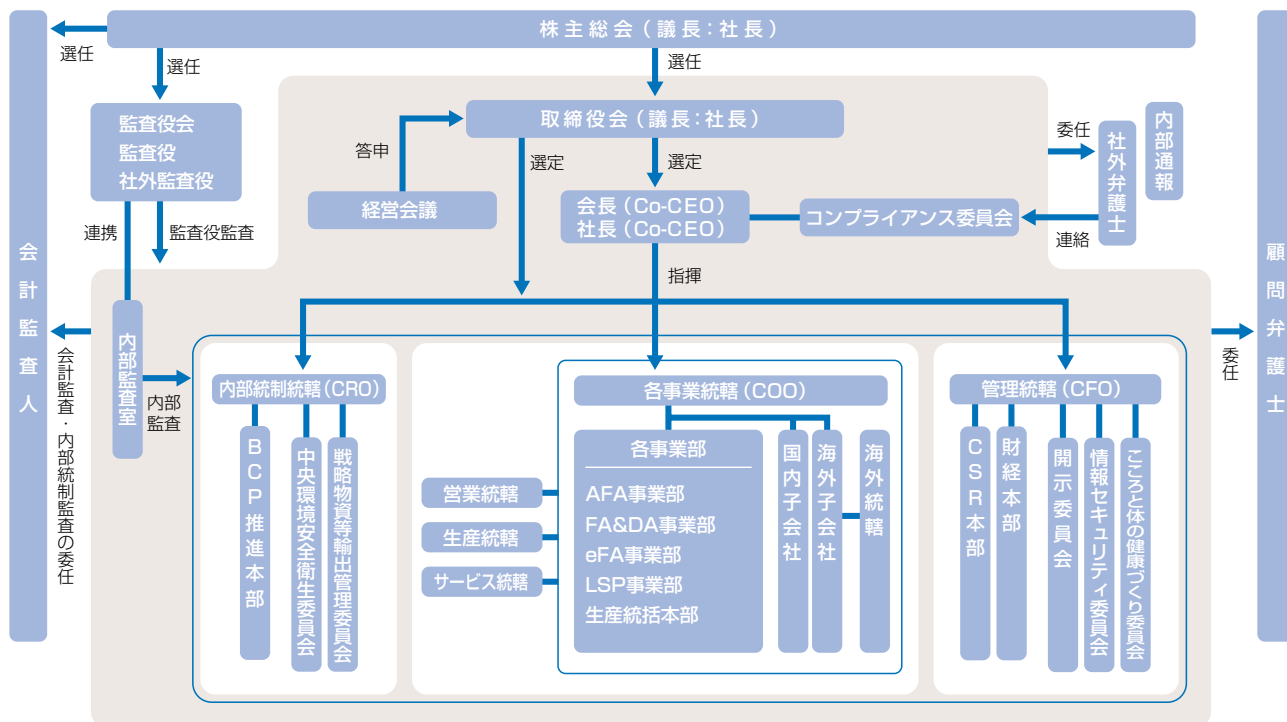 株主総会（議長：社長）
選任
選任
選任
監査役会
監査役
社外監査役
取締役会（議長：社長）
答申
選定
選定
経営会議
会長（Co-CEO）
社長（Co-CEO）
コンプライアンス委員会
委任
社外弁護士
内部通報
連絡
連携
監査役監査
指揮
会計監査人
顧問弁護士
会計監査・内部統制監査の委任
委任
内部監査室
内部
監査
内部統制統轄（CRO）
BCP推進本部
中央環境安全衛生委員会
戦略物資等輸出管理委員会
営業統轄
生産統轄
サービス統轄
各事業統轄（COO）
各事業部
AFA事業部
FA&DA事業部
eFA事業部
LSP事業部
生産統括本部
国内子会社
海外子会社
海外統轄
管理統轄（CFO）
CSR本部
財経本部
開示委員会
情報セキュリティ委員会
こころと体の健康づくり委員会